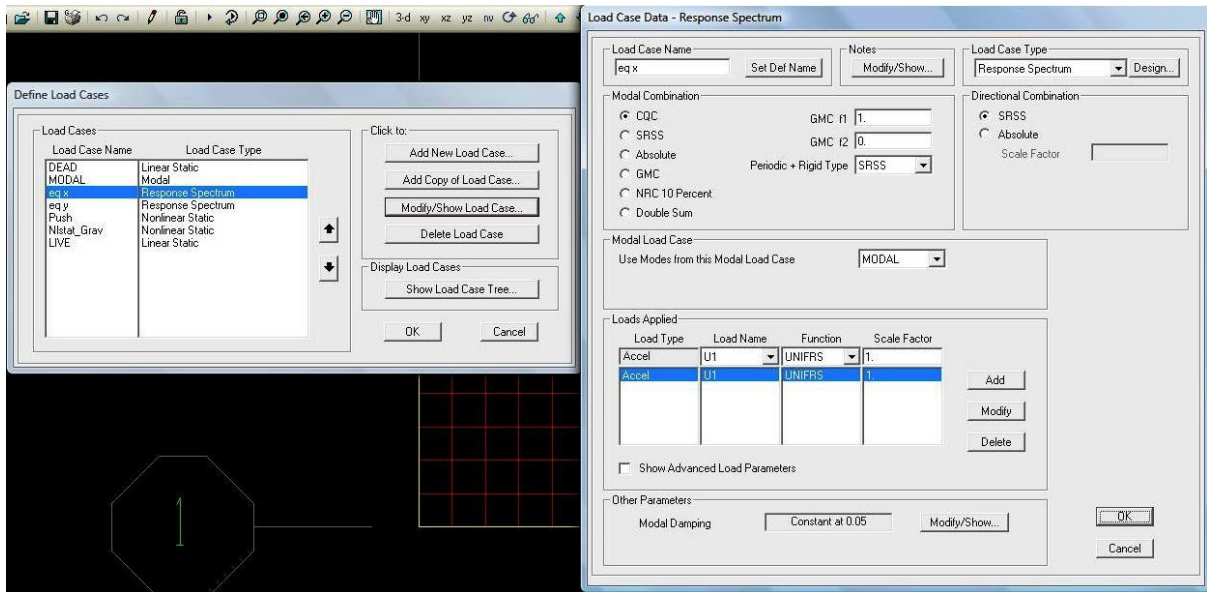 3-d xy xz yz nv
Define Load Cases
Load Cases
Load Case Name Load Case Type
DEAD Linear Static
MODAL Modal
eq x Response Spectrum
eq y Response Spectrum
Push Nonlinear Static
Nlstat_Grav Nonlinear Static
LIVE Linear Static
Click to:
Add New Load Case...
Add Copy of Load Case...
Modify/Show Load Case...
Delete Load Case
Display Load Cases
Show Load Case Tree...
OK Cancel
1
Load Case Data - Response Spectrum
Load Case Name
eq x Set Def Name
Notes
Modify/Show...
Load Case Type
Response Spectrum Design...
Modal Combination
CQC GMC f1 1.
SRSS GMC f2 0.
Absolute Periodic + Rigid Type SRSS
GMC
NRC 10 Percent
Double Sum
Directional Combination
SRSS
Absolute
Scale Factor
Modal Load Case
Use Modes from this Modal Load Case MODAL
Loads Applied
Load Type Load Name Function Scale Factor
Accel U1 UNIFRS 1.
Accel U1 UNIFRS 1.
Add
Modify
Delete
Show Advanced Load Parameters
Other Parameters
Modal Damping Constant at 0.05 Modify/Show...
OK
Cancel